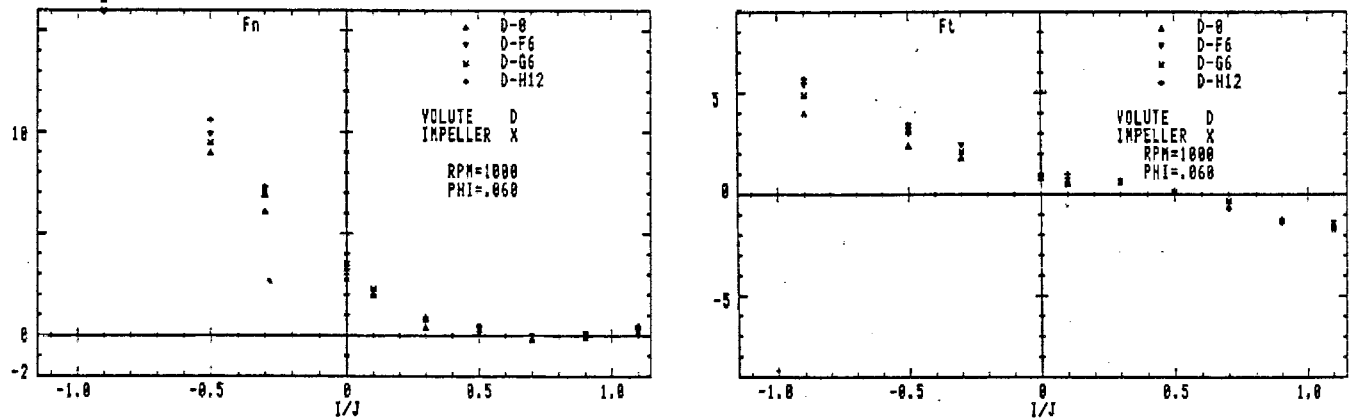 Fn
D-0
D-F6
D-G6
D-H12
VOLUTE D
IMPELLER X
RPM=1000
PHI=.060
10
5
0
-2
-1.0
-0.5
0
0.5
1.0
I/J
Ft
D-0
D-F6
D-G6
D-H12
VOLUTE D
IMPELLER X
RPM=1000
PHI=.060
5
0
-5
-1.0
-0.5
0
0.5
1.0
I/J